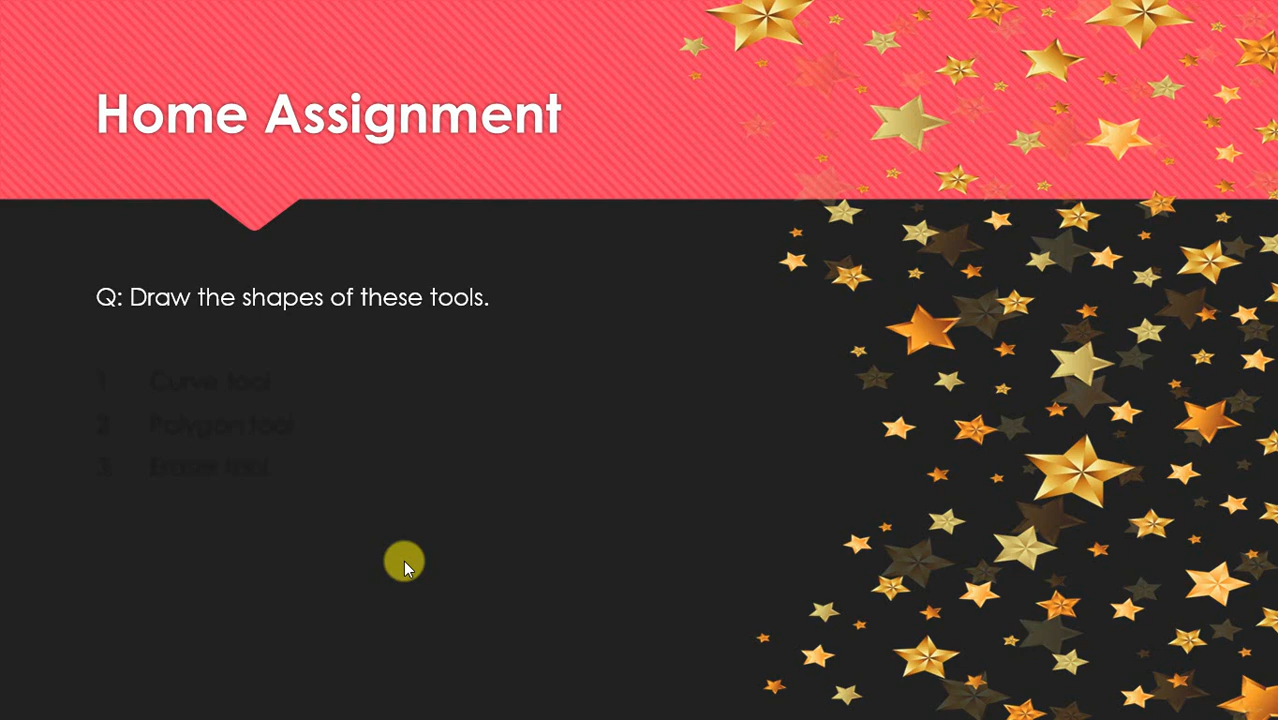 Home Assignment
Q: Draw the shapes of these tools.
1 Curve tool
2 Polygon tool
3 Eraser tool